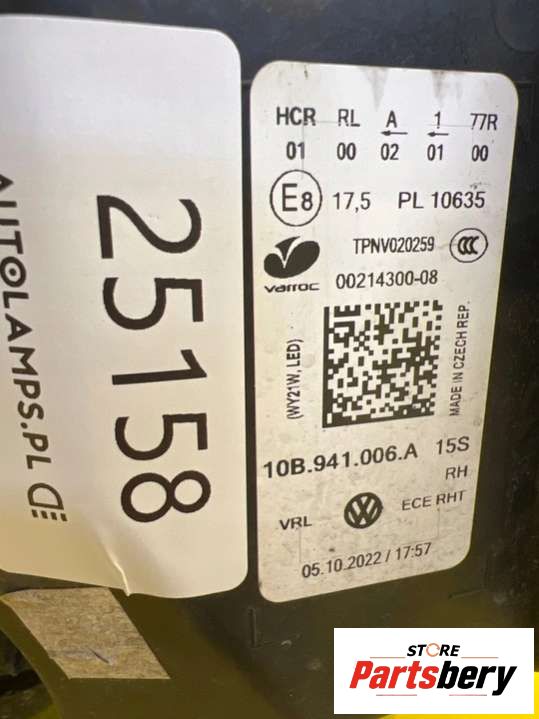 AUTOLAMPS.PL
25158
HCR RL A 1 77R
01 00 02 01 00
E8 17,5 PL 10635
TPNV020259 CCC
varroc 00214300-08
(WY21W, LED)
MADE IN CZECH REP.
10B.941.006.A 15S
RH
VRL VW ECE RHT
05.10.2022 / 17:57
STORE
Partsbery